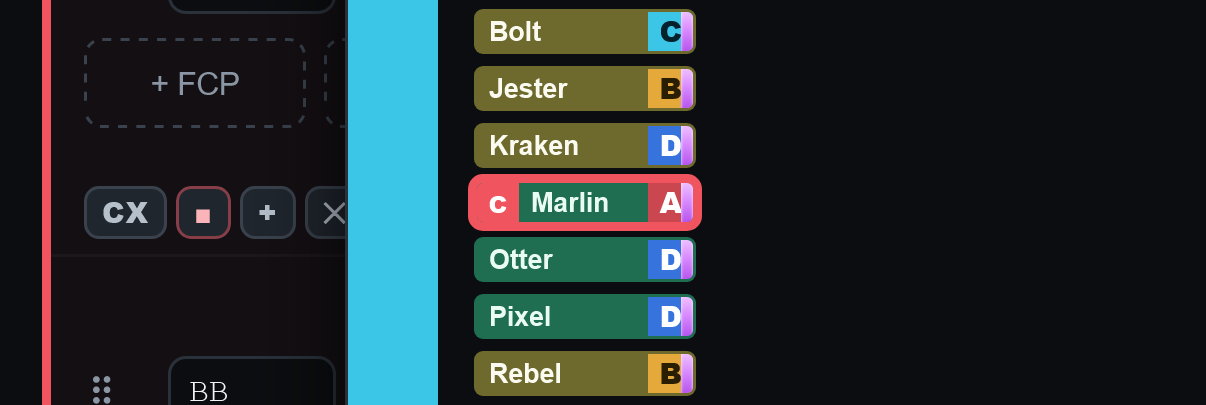 + FCP
CX + ×
BB
Bolt C
Jester B
Kraken D
c Marlin A
Otter D
Pixel D
Rebel B